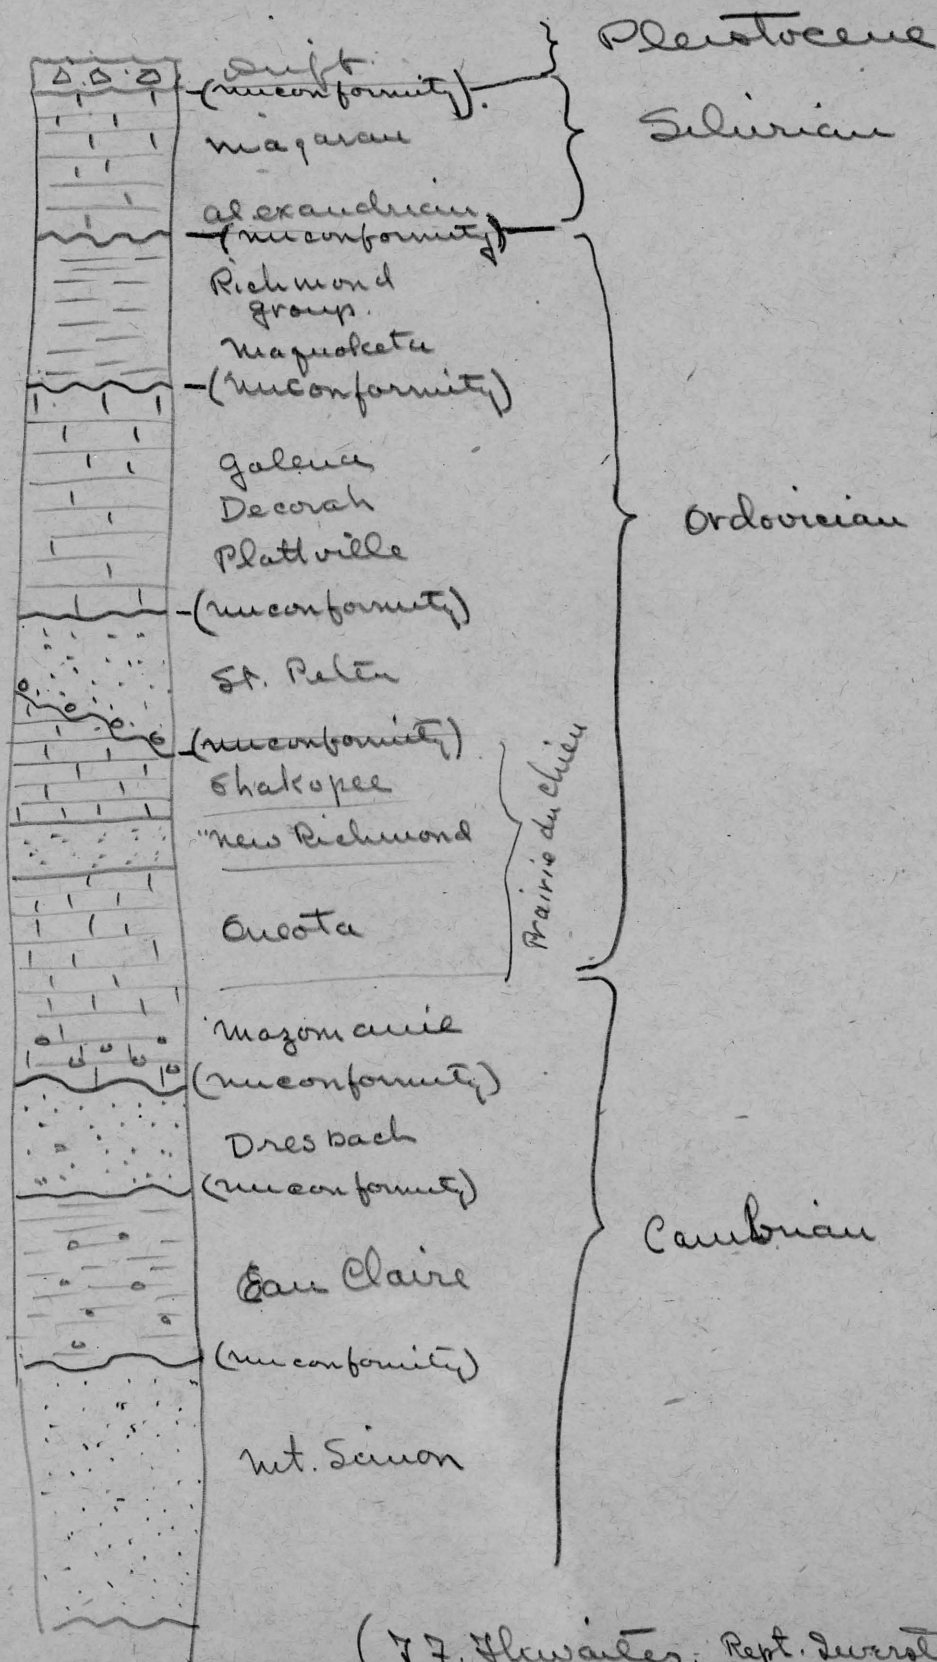 Pleistocene
Drift
(unconformity)
Silurian
Niagaran
Alexandrian
(unconformity)
Richmond
group.
Maquoketa
(unconformity)
Galena
Decorah
Plattville
Ordovician
(unconformity)
St. Peter
(unconformity)
Shakopee
"New Richmond
Prairie du Chien
Oneota
Mazomanie
(unconformity)
Dresbach
(unconformity)
Cambrian
Eau Claire
(unconformity)
Mt. Simon
(F.F. Thwaites, Rept.